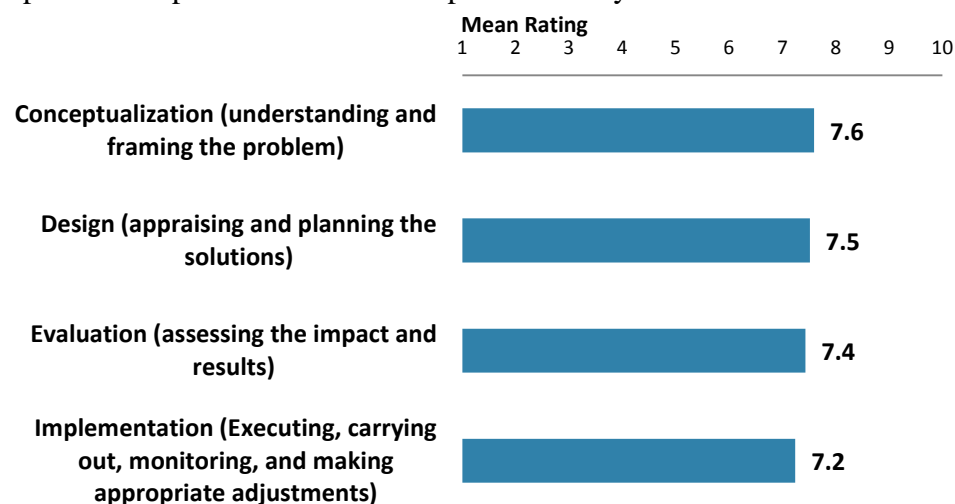 Mean Rating
1 2 3 4 5 6 7 8 9 10
Conceptualization (understanding and
framing the problem)
7.6
Design (appraising and planning the
solutions)
7.5
Evaluation (assessing the impact and
results)
7.4
Implementation (Executing, carrying
out, monitoring, and making
appropriate adjustments)
7.2